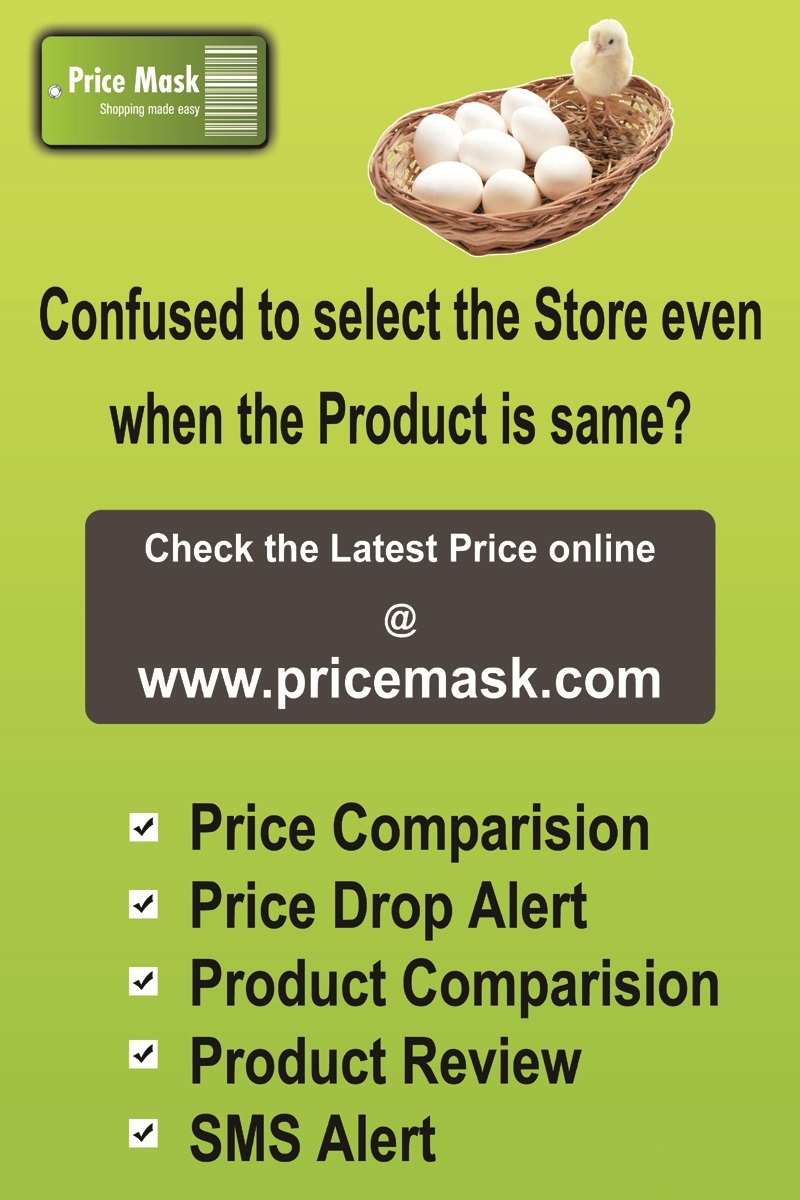 Price Mask
Shopping made easy
Confused to select the Store even
when the Product is same?
Check the Latest Price online
@
www.pricemask.com
Price Comparision
Price Drop Alert
Product Comparision
Product Review
SMS Alert